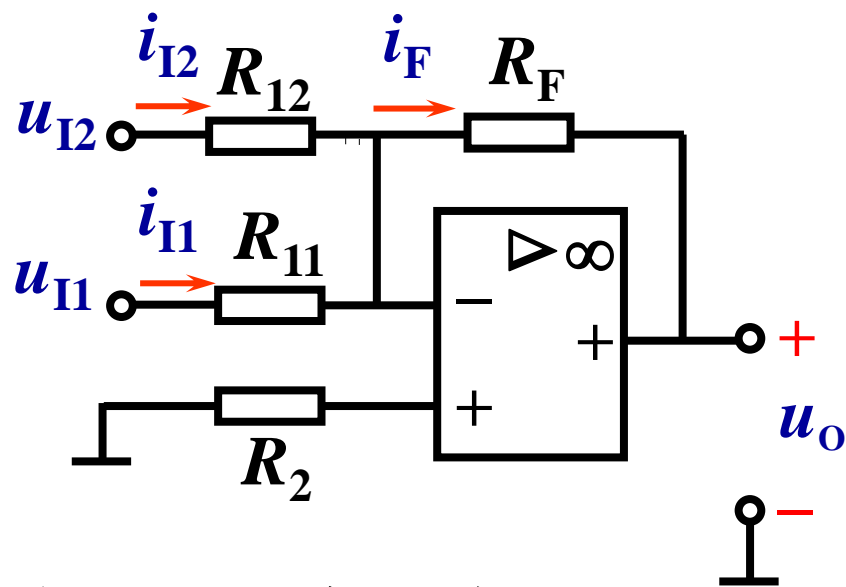 i_I2
R_12
i_F
R_F
u_I2
i_I1
R_11
▷ ∞
u_I1
−
+
+
+
R_2
u_O
−